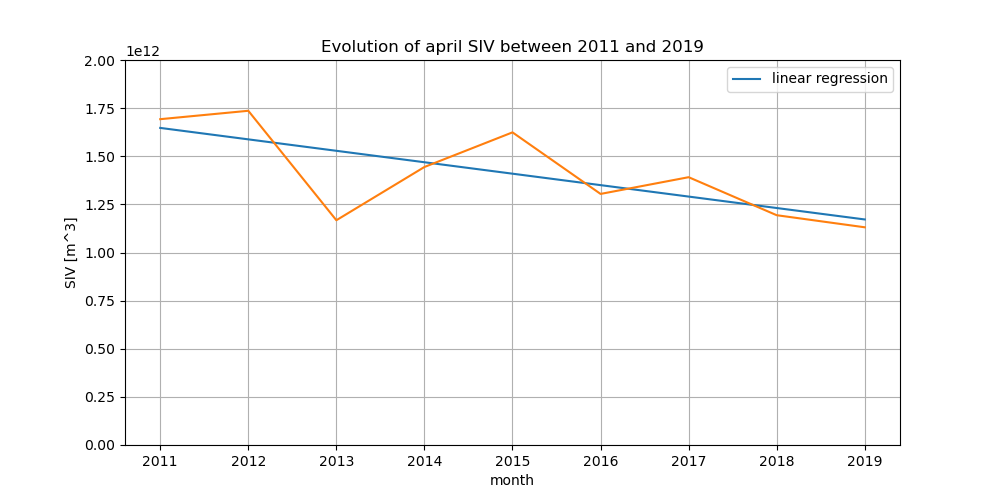 Evolution of april SIV between 2011 and 2019
1e12
linear regression
2.00
1.75
1.50
1.25
1.00
0.75
0.50
0.25
0.00
SIV [m^3]
2011 2012 2013 2014 2015 2016 2017 2018 2019
month